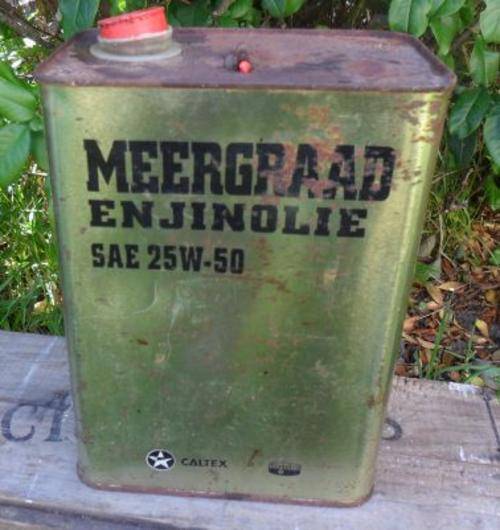 MEERGRAAD
ENJINOLIE
SAE 25W-50
CALTEX